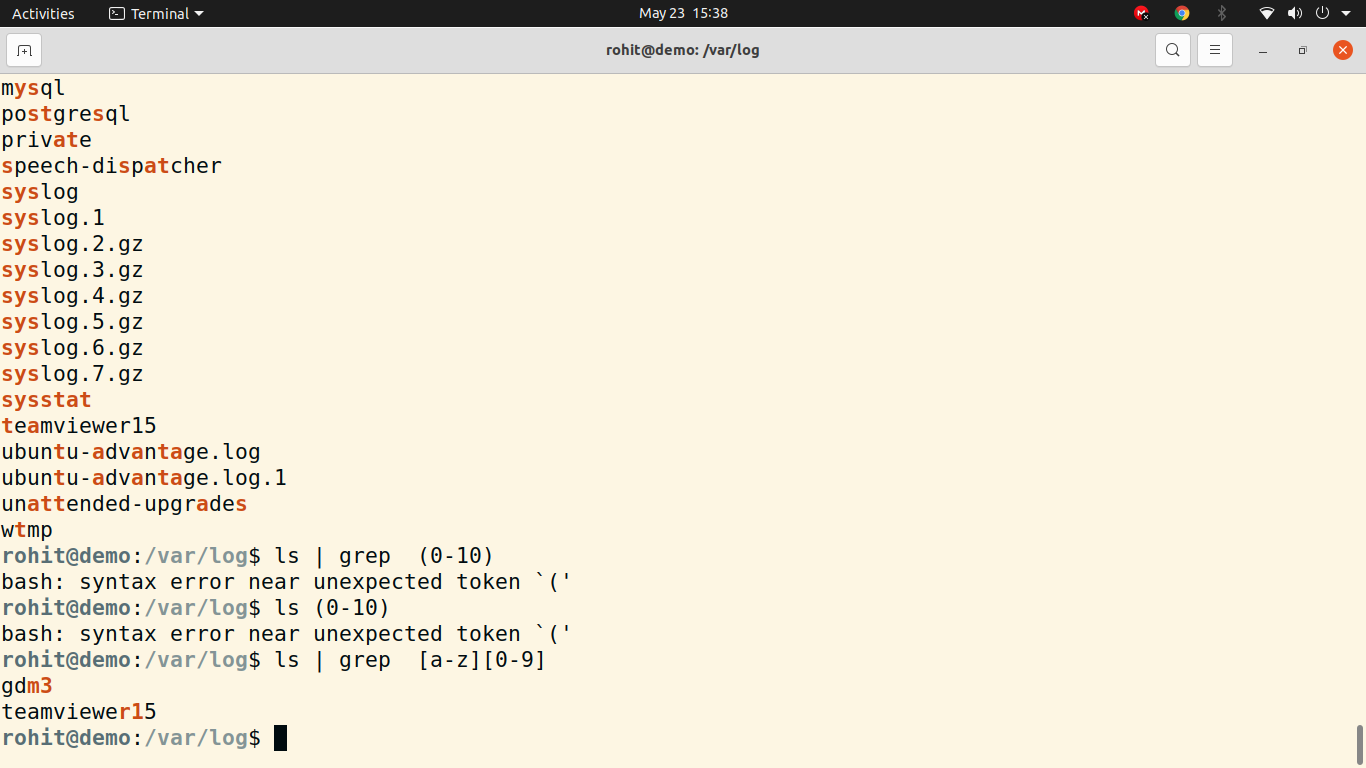 Activities Terminal May 23 15:38
rohit@demo: /var/log
mysql
postgresql
private
speech-dispatcher
syslog
syslog.1
syslog.2.gz
syslog.3.gz
syslog.4.gz
syslog.5.gz
syslog.6.gz
syslog.7.gz
sysstat
teamviewer15
ubuntu-advantage.log
ubuntu-advantage.log.1
unattended-upgrades
wtmp
rohit@demo:/var/log$ ls | grep  (0-10)
bash: syntax error near unexpected token `('
rohit@demo:/var/log$ ls (0-10)
bash: syntax error near unexpected token `('
rohit@demo:/var/log$ ls | grep  [a-z][0-9]
gdm3
teamviewer15
rohit@demo:/var/log$